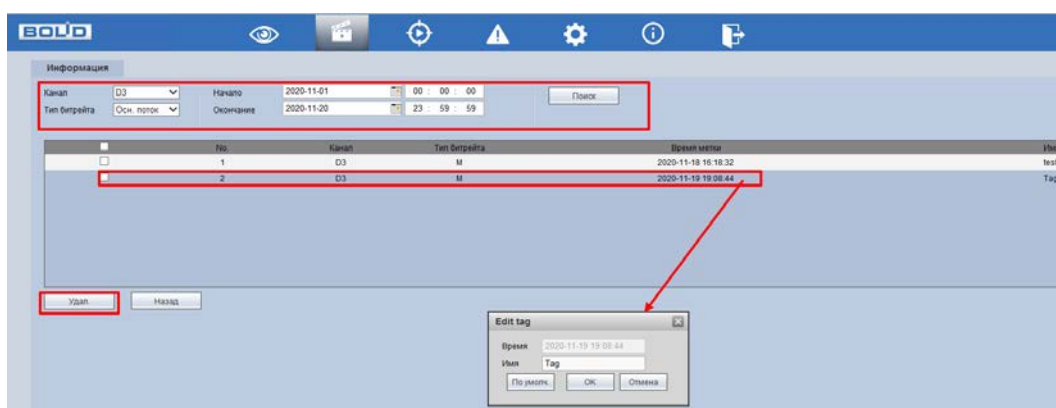 BOLID
Информация
Канал D3 Начало 2020-11-01 00 : 00 : 00 Поиск
Тип битрейта Осн. поток Окончание 2020-11-20 23 : 59 : 59
No. Канал Тип битрейта Время метки
1 D3 M 2020-11-18 16:18:32 test
2 D3 M 2020-11-19 19:08:44 Tag
Удал. Назад
Edit tag
Время 2020-11-19 19:08:44
Имя Tag
По умолч. OK Отмена